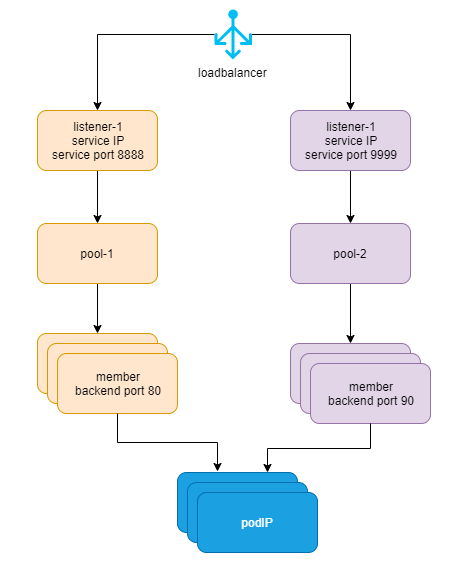 loadbalancer
listener-1
service IP
service port 8888
listener-1
service IP
service port 9999
pool-1
pool-2
member
backend port 80
member
backend port 90
podIP